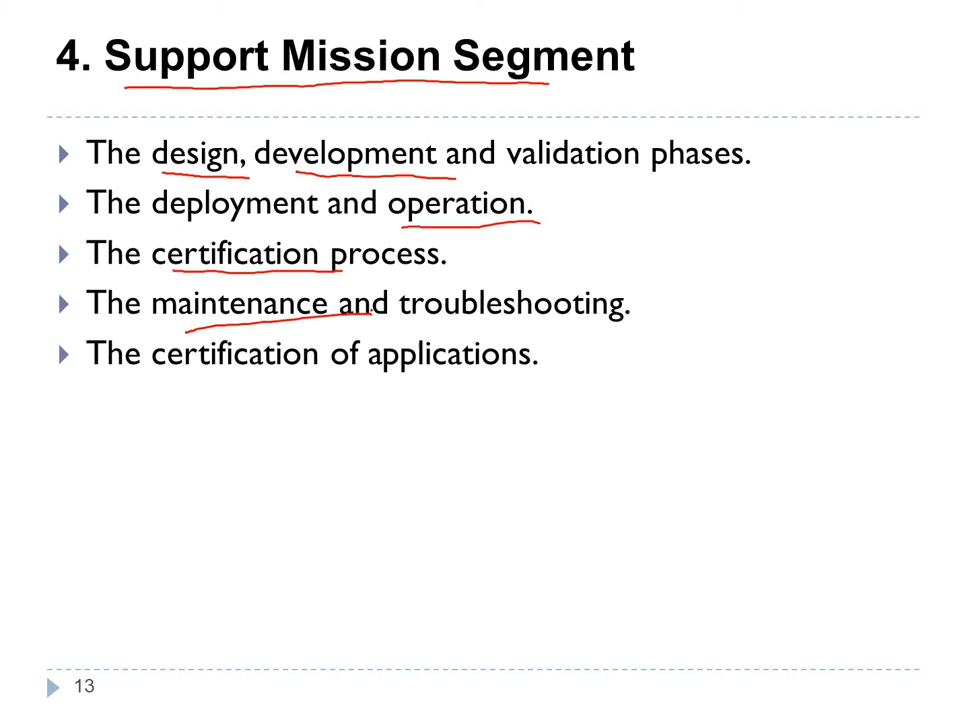 4. Support Mission Segment
The design, development and validation phases.
The deployment and operation.
The certification process.
The maintenance and troubleshooting.
The certification of applications.
13